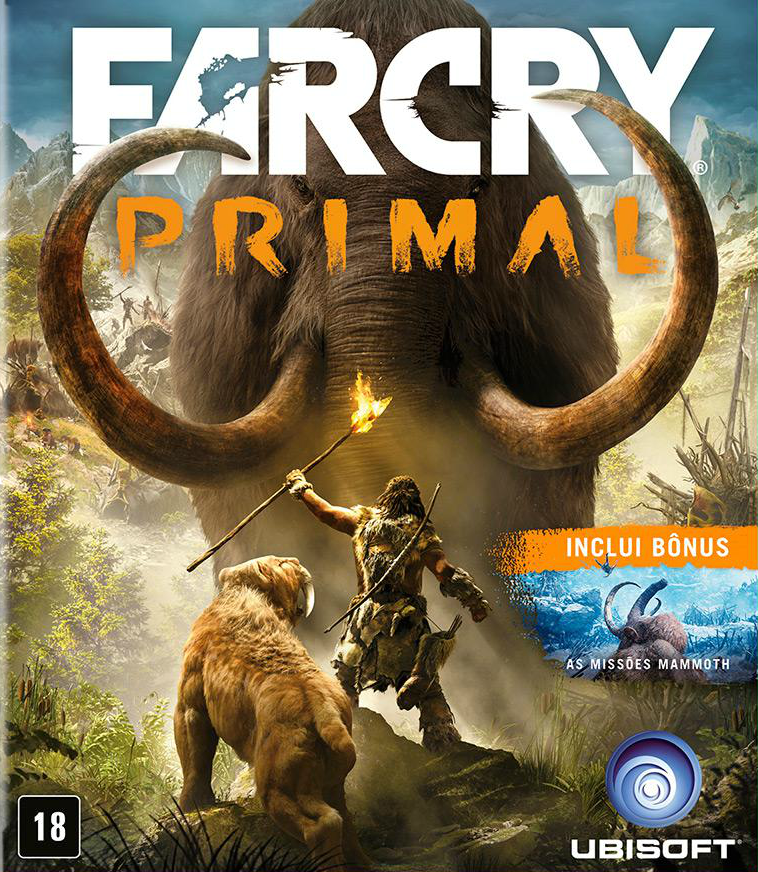 FARCRY®
PRIMAL
INCLUI BÔNUS
AS MISSÕES MAMMOTH
18
UBISOFT®